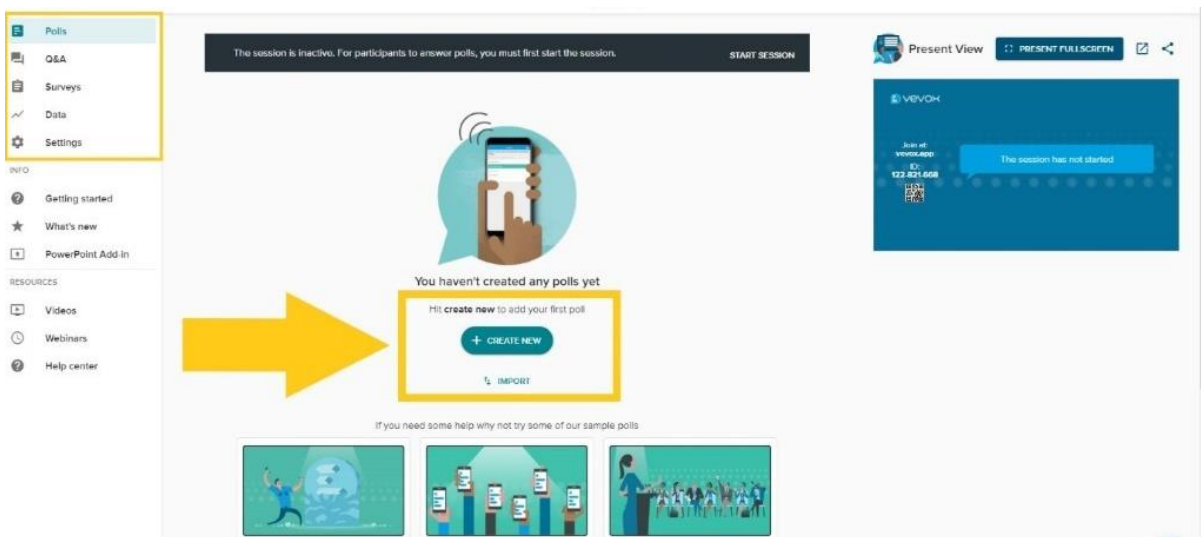 Polls
Q&A
Surveys
Data
Settings
INFO
Getting started
What's new
PowerPoint Add-in
RESOURCES
Videos
Webinars
Help center
The session is inactive. For participants to answer polls, you must first start the session.
START SESSION
You haven't created any polls yet
Hit create new to add your first poll
+ CREATE NEW
IMPORT
If you need some help why not try some of our sample polls
Present View
PRESENT FULLSCREEN
vevox
Join at:
vevox.app
ID:
122-821-668
The session has not started